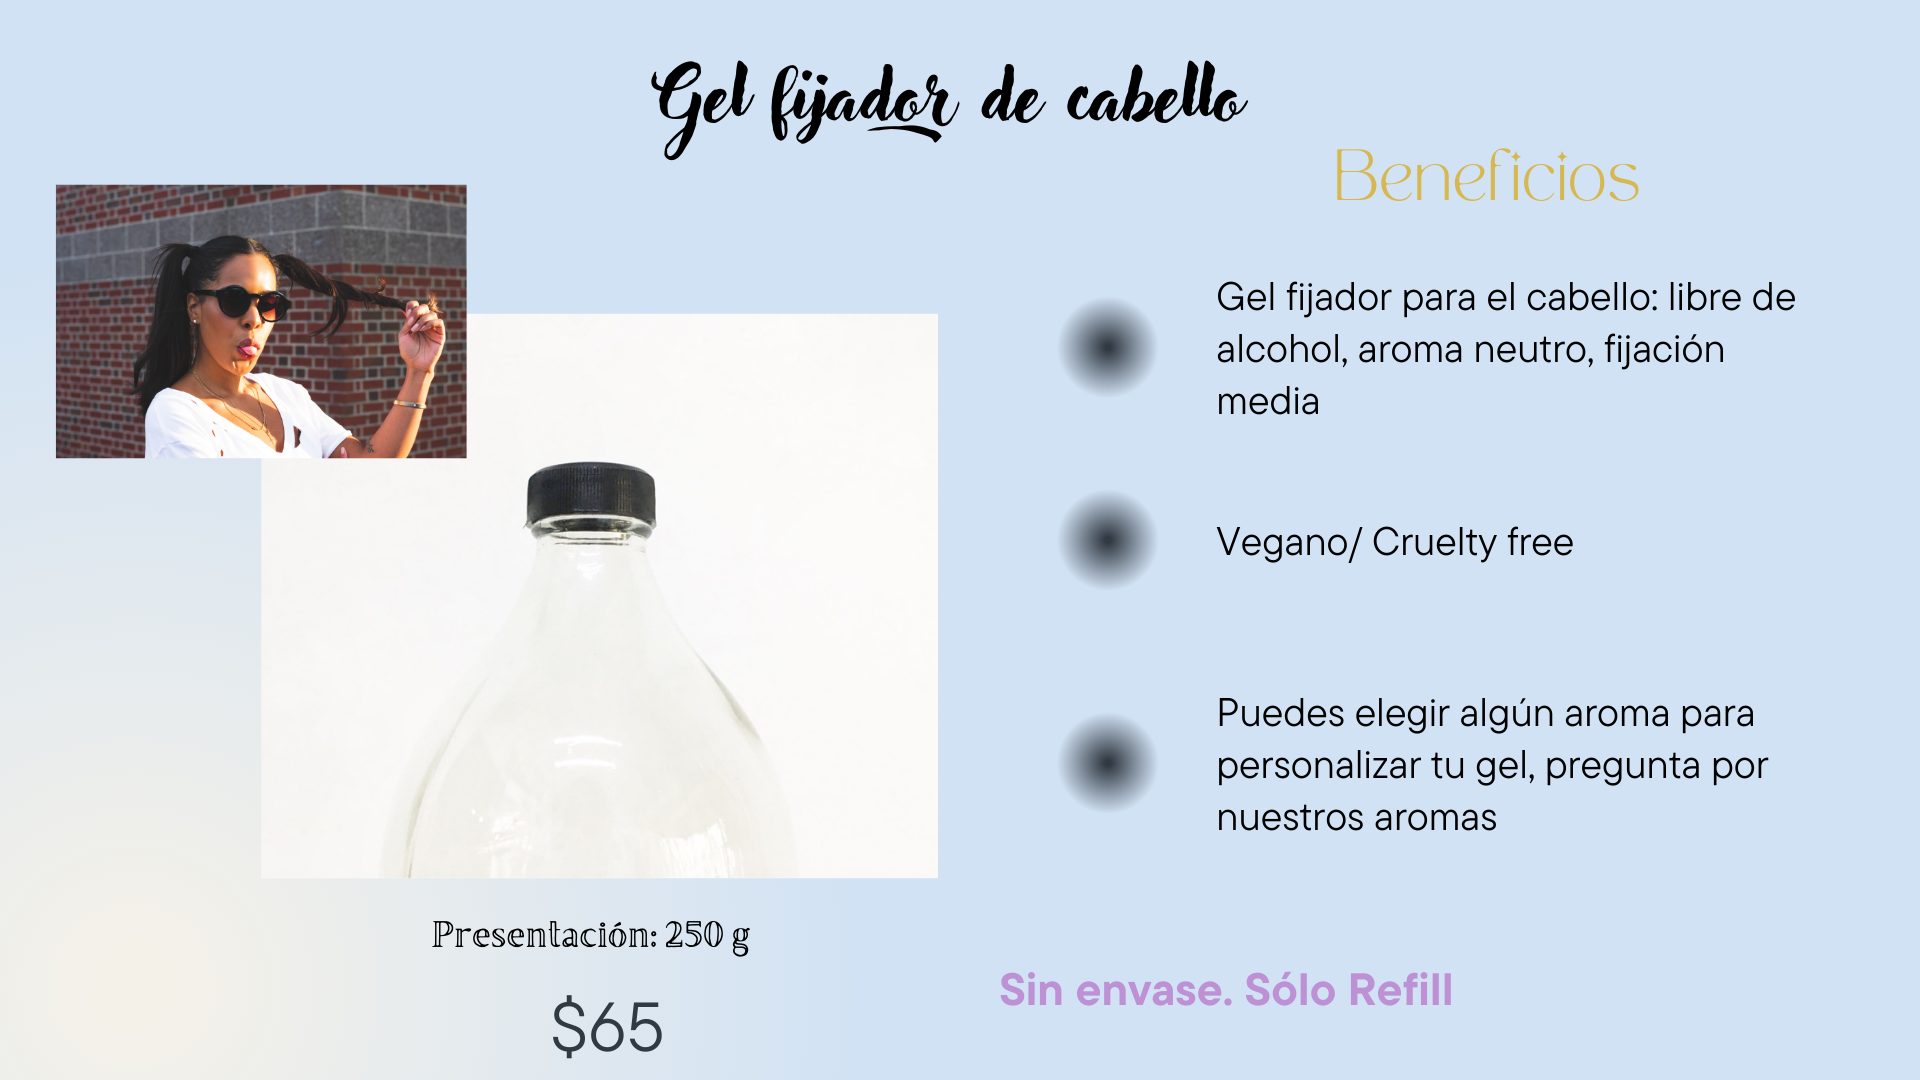 Gel fijador de cabello
Beneficios
Gel fijador para el cabello: libre de
alcohol, aroma neutro, fijación
media
Vegano/ Cruelty free
Puedes elegir algún aroma para
personalizar tu gel, pregunta por
nuestros aromas
Presentación: 250 g
$65
Sin envase. Sólo Refill